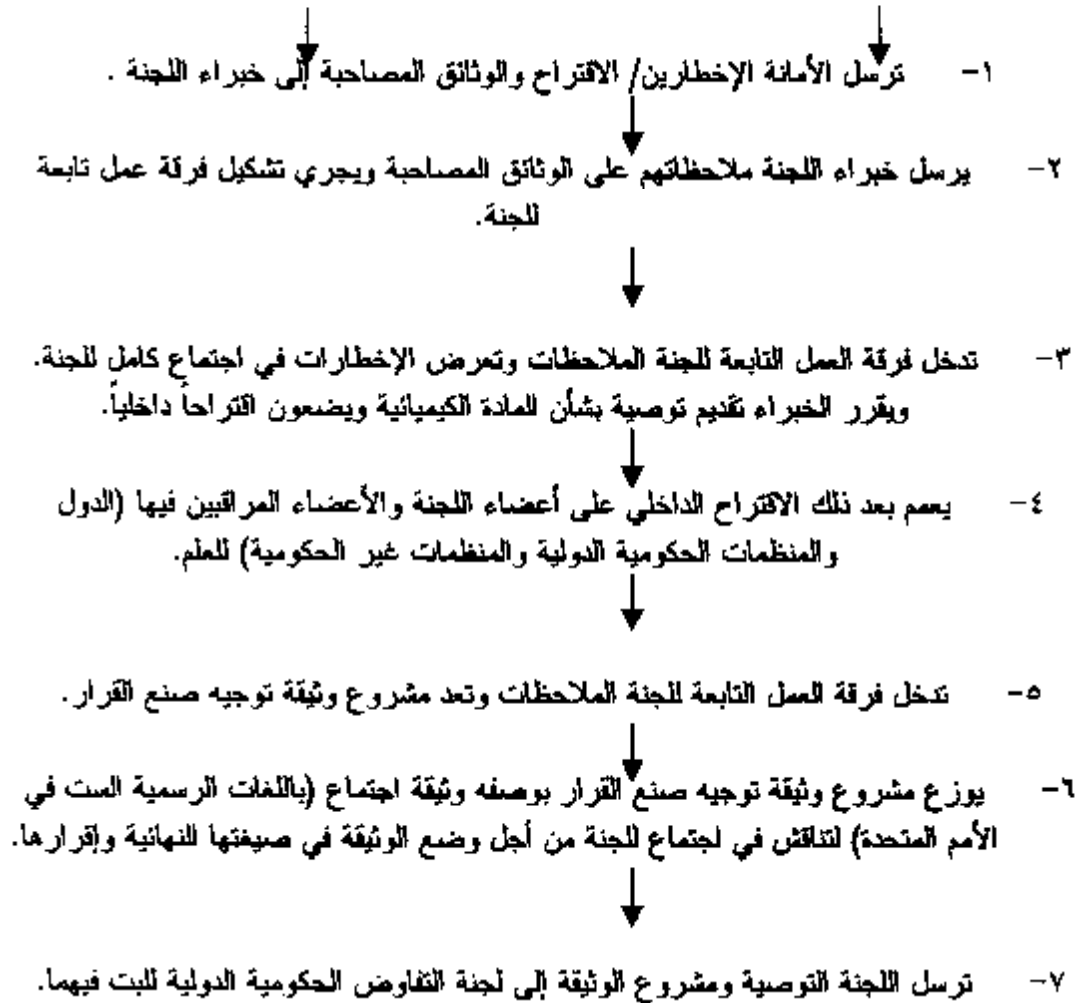 ١- ترسل الأمانة الإخطارين/ الاقتراح والوثائق المصاحبة إلى خبراء اللجنة .
٢- يرسل خبراء اللجنة ملاحظاتهم على الوثائق المصاحبة ويجري تشكيل فرقة عمل تابعة
للجنة.
٣- تدخل فرقة العمل التابعة للجنة الملاحظات وتعرض الإخطارات في اجتماع كامل للجنة.
ويقرر الخبراء تقديم توصية بشأن المادة الكيميائية ويضعون اقتراحاً داخلياً.
٤- يعمم بعد ذلك الاقتراح الداخلي على أعضاء اللجنة والأعضاء المراقبين فيها (الدول
والمنظمات الحكومية الدولية والمنظمات غير الحكومية) للعلم.
٥- تدخل فرقة العمل التابعة للجنة الملاحظات وتعد مشروع وثيقة توجيه صنع القرار.
٦- يوزع مشروع وثيقة توجيه صنع القرار بوصفه وثيقة اجتماع (باللغات الرسمية الست في
الأمم المتحدة) لتناقش في اجتماع للجنة من أجل وضع الوثيقة في صيغتها النهائية وإقرارها.
٧- ترسل اللجنة التوصية ومشروع الوثيقة إلى لجنة التفاوض الحكومية الدولية للبت فيهما.